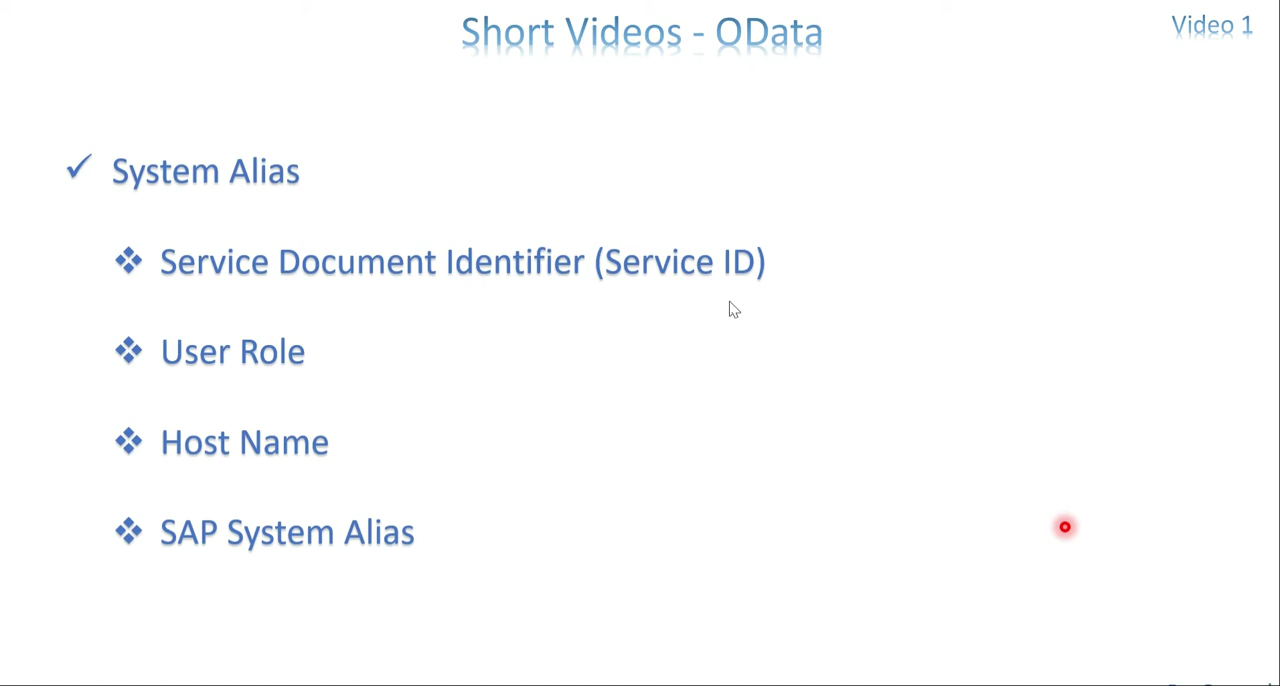 Short Videos - OData
Video 1
System Alias
Service Document Identifier (Service ID)
User Role
Host Name
SAP System Alias